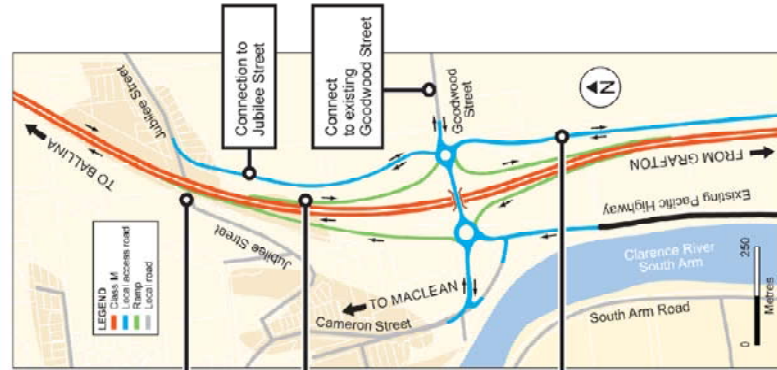 Jubilee Street
Connection to
Jubilee Street
Connect
to existing
Goodwood Street
TO BALLINA
N
Goodwood
Street
LEGEND
Class M
Local access road
Ramp
Local road
Jubilee Street
TO MACLEAN
Cameron Street
FROM GRAFTON
Existing Pacific Highway
Clarence River
South Arm
South Arm Road
0
250
Metres